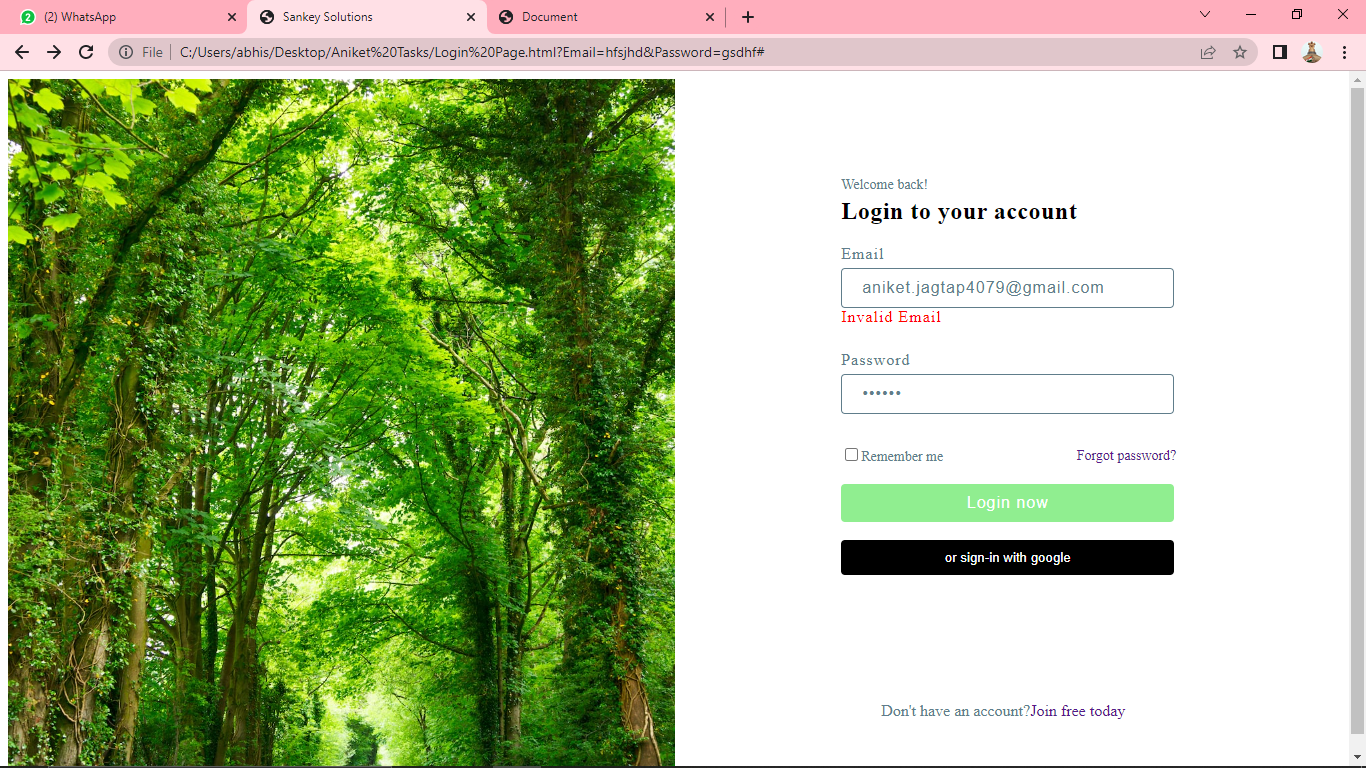 (2) WhatsApp
Sankey Solutions
Document
File
C:/Users/abhis/Desktop/Aniket%20Tasks/Login%20Page.html?Email=hfsjhd&Password=gsdhf#
Welcome back!
Login to your account
Email
aniket.jagtap4079@gmail.com
Invalid Email
Password
••••••
Remember me
Forgot password?
Login now
or sign-in with google
Don't have an account?Join free today